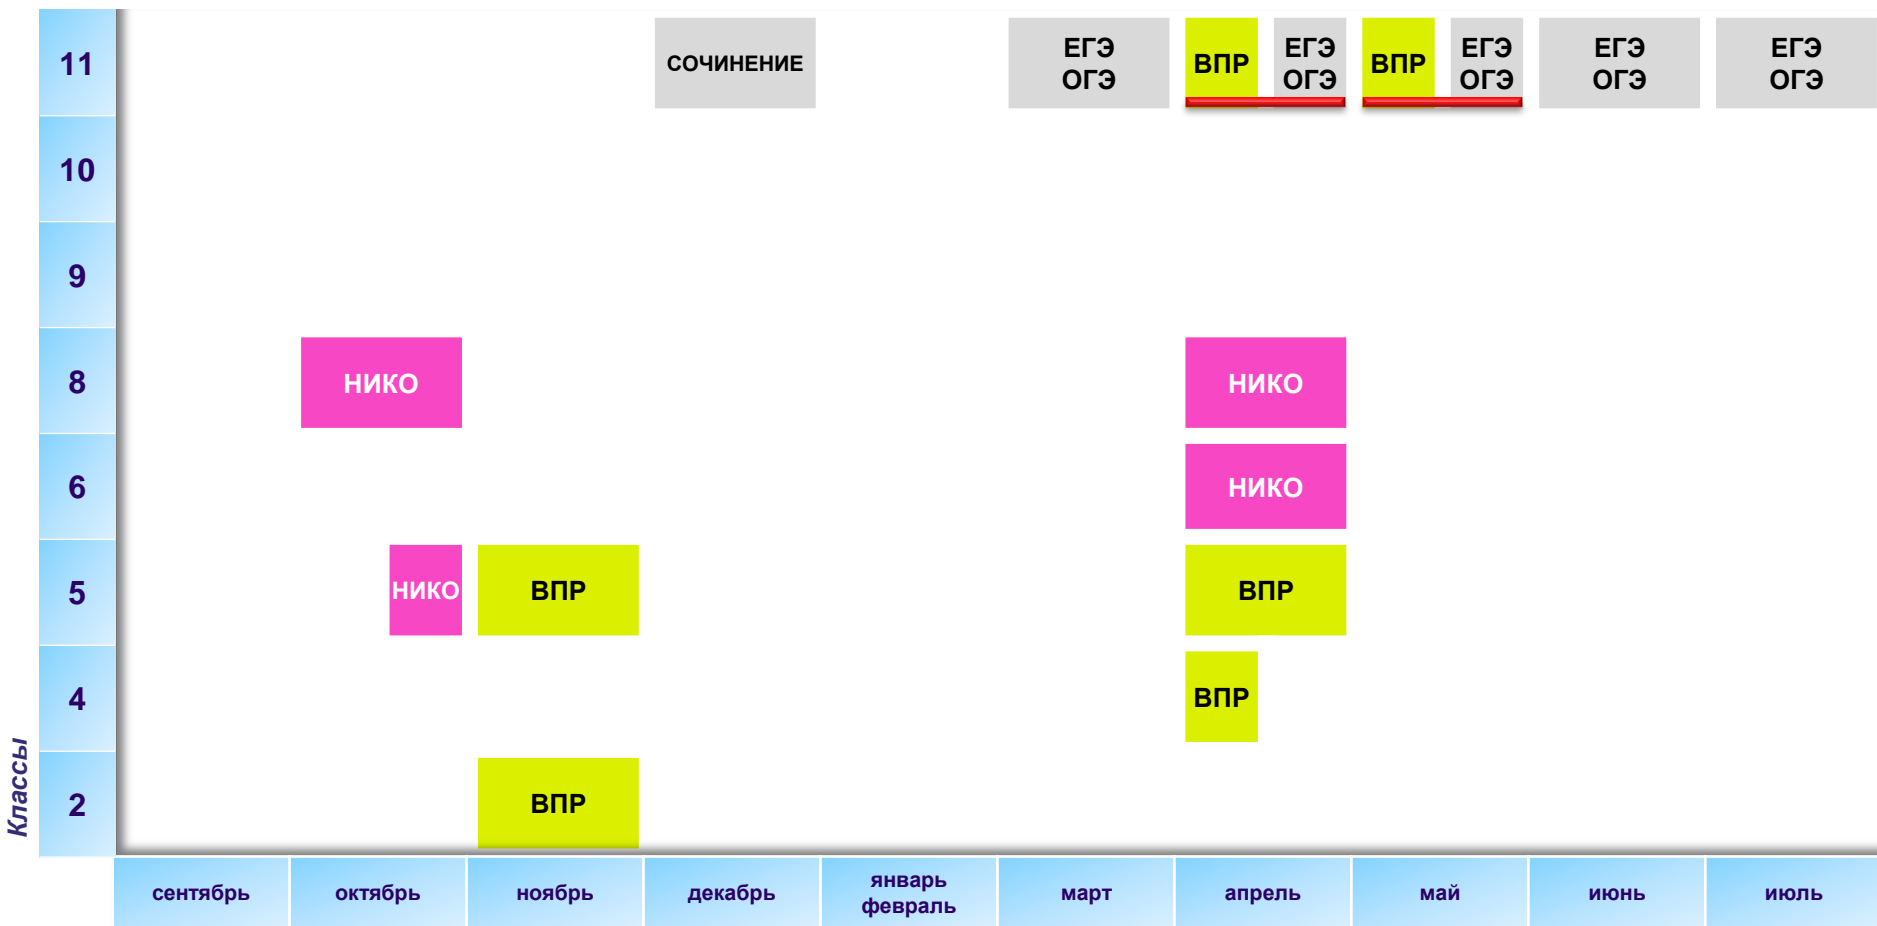 11
СОЧИНЕНИЕ
ЕГЭ
ОГЭ
ВПР
ЕГЭ
ОГЭ
ВПР
ЕГЭ
ОГЭ
ЕГЭ
ОГЭ
ЕГЭ
ОГЭ
10
9
8
НИКО
НИКО
6
НИКО
5
НИКО
ВПР
ВПР
4
ВПР
2
ВПР
Классы
сентябрь
октябрь
ноябрь
декабрь
январь
февраль
март
апрель
май
июнь
июль